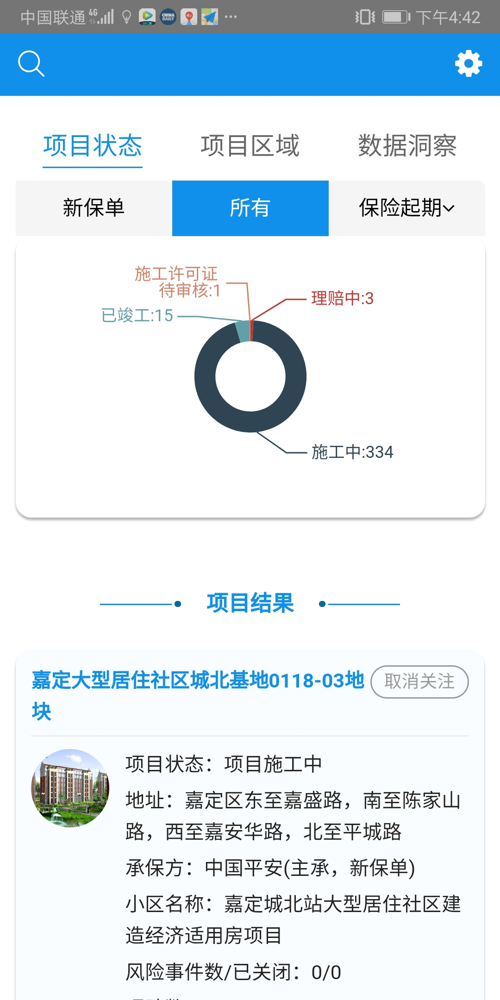 中国联通 4G 下午4:42
CHINA
DAILY
du
项目状态 项目区域 数据洞察
新保单 所有 保险起期
施工许可证
待审核:1
理赔中:3
已竣工:15
施工中:334
项目结果
嘉定大型居住社区城北基地0118-03地
块
取消关注
项目状态：项目施工中
地址：嘉定区东至嘉盛路，南至陈家山
路，西至嘉安华路，北至平城路
承保方：中国平安(主承，新保单)
小区名称：嘉定城北站大型居住社区建
造经济适用房项目
风险事件数/已关闭：0/0